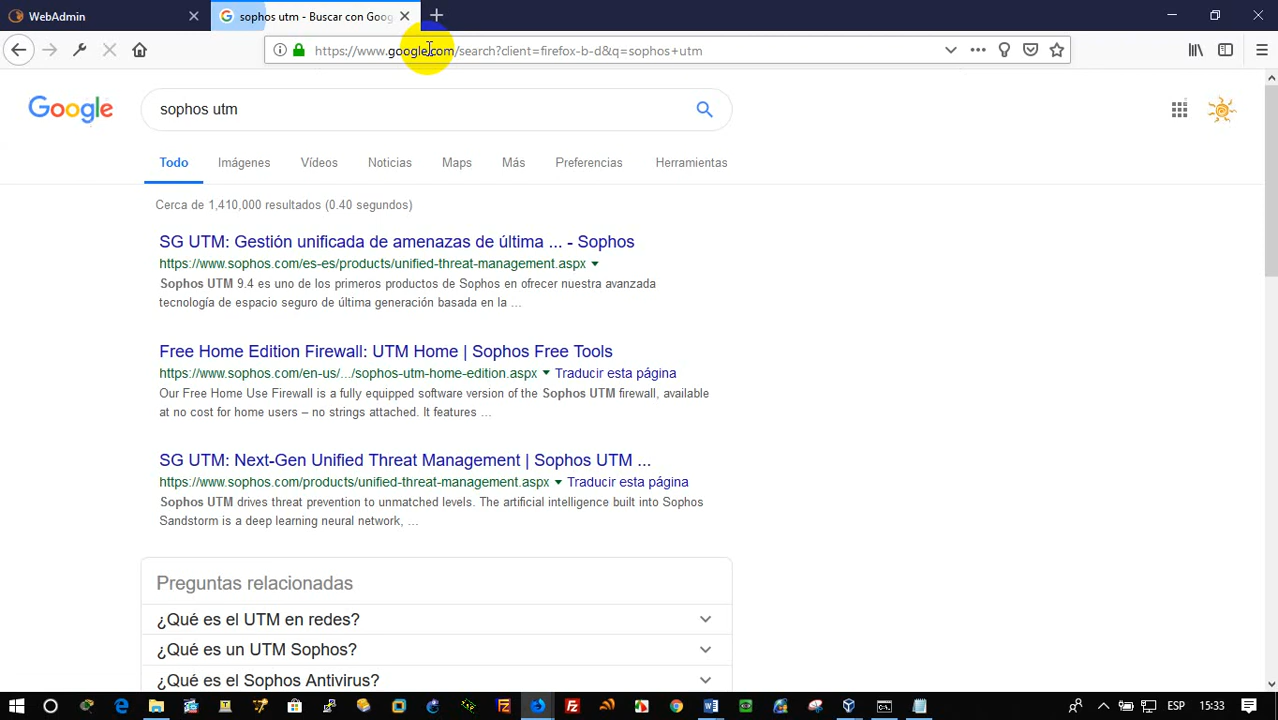 WebAdmin
sophos utm - Buscar con Goog
https://www.google.com/search?client=firefox-b-d&q=sophos+utm
Google
sophos utm
Todo Imágenes Vídeos Noticias Maps Más Preferencias Herramientas
Cerca de 1,410,000 resultados (0.40 segundos)
SG UTM: Gestión unificada de amenazas de última ... - Sophos
https://www.sophos.com/es-es/products/unified-threat-management.aspx
Sophos UTM 9.4 es uno de los primeros productos de Sophos en ofrecer nuestra avanzada
tecnología de espacio seguro de última generación basada en la ...
Free Home Edition Firewall: UTM Home | Sophos Free Tools
https://www.sophos.com/en-us/.../sophos-utm-home-edition.aspx Traducir esta página
Our Free Home Use Firewall is a fully equipped software version of the Sophos UTM firewall, available
at no cost for home users – no strings attached. It features ...
SG UTM: Next-Gen Unified Threat Management | Sophos UTM ...
https://www.sophos.com/products/unified-threat-management.aspx Traducir esta página
Sophos UTM drives threat prevention to unmatched levels. The artificial intelligence built into Sophos
Sandstorm is a deep learning neural network, ...
Preguntas relacionadas
¿Qué es el UTM en redes?
¿Qué es un UTM Sophos?
¿Qué es el Sophos Antivirus?
ESP 15:33